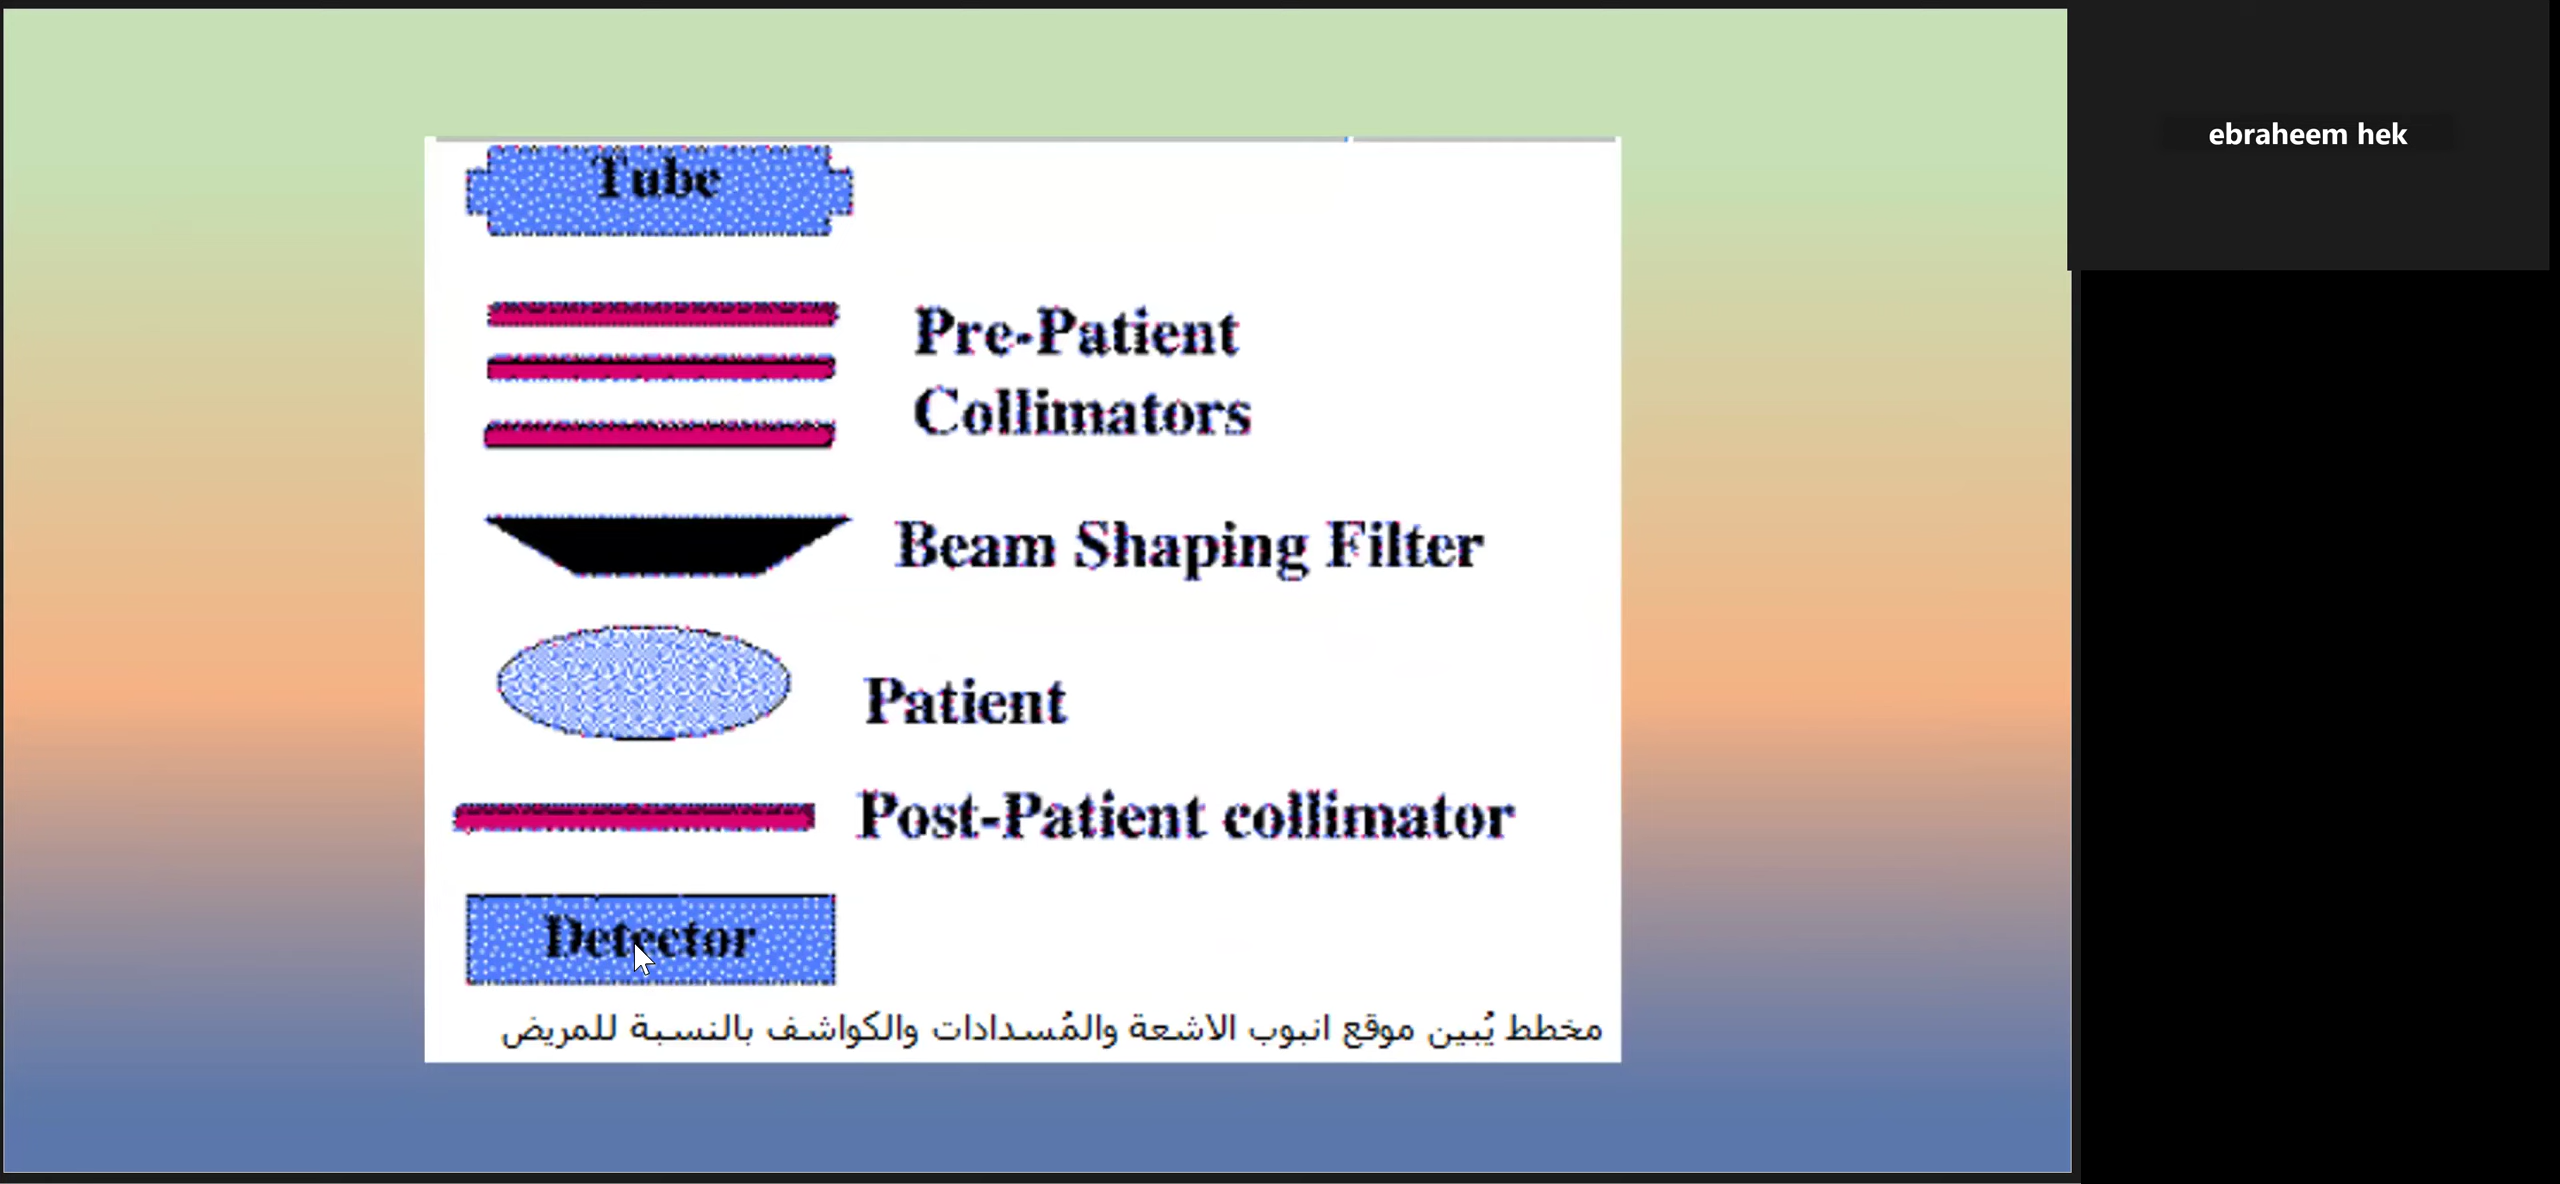 Tube
Pre-Patient
Collimators
Beam Shaping Filter
Patient
Post-Patient collimator
Detector
مخطط يُبين موقع انبوب الاشعة والمُسدادات والكواشف بالنسبة للمريض
ebraheem hek